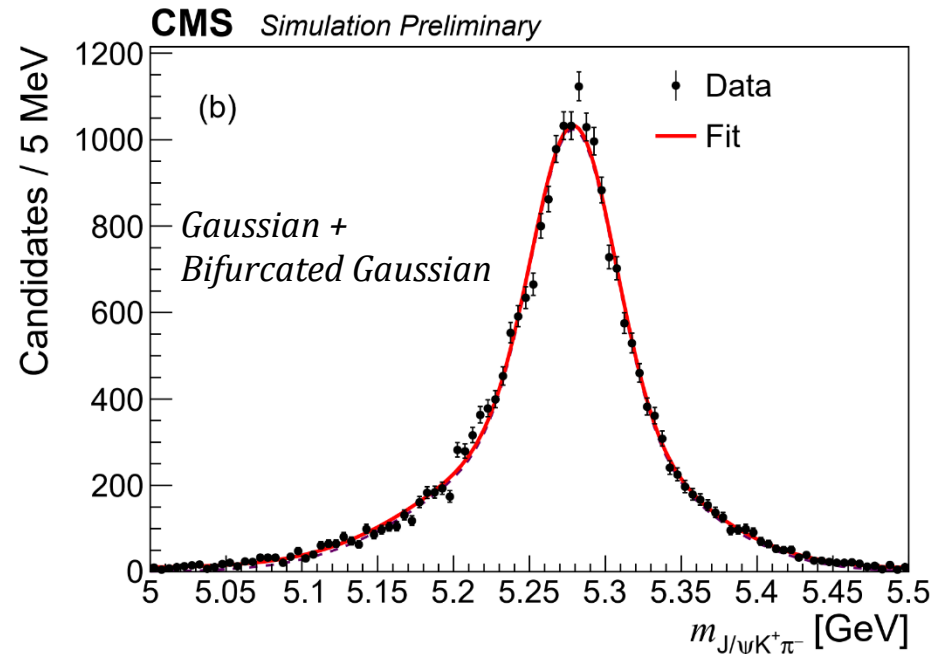 CMS Simulation Preliminary
Candidates / 5 MeV
1200
1000
800
600
400
200
0
(b)
Data
Fit
Gaussian +
Bifurcated Gaussian
5 5.05 5.1 5.15 5.2 5.25 5.3 5.35 5.4 5.45 5.5
m_{J/ψK⁺π⁻} [GeV]